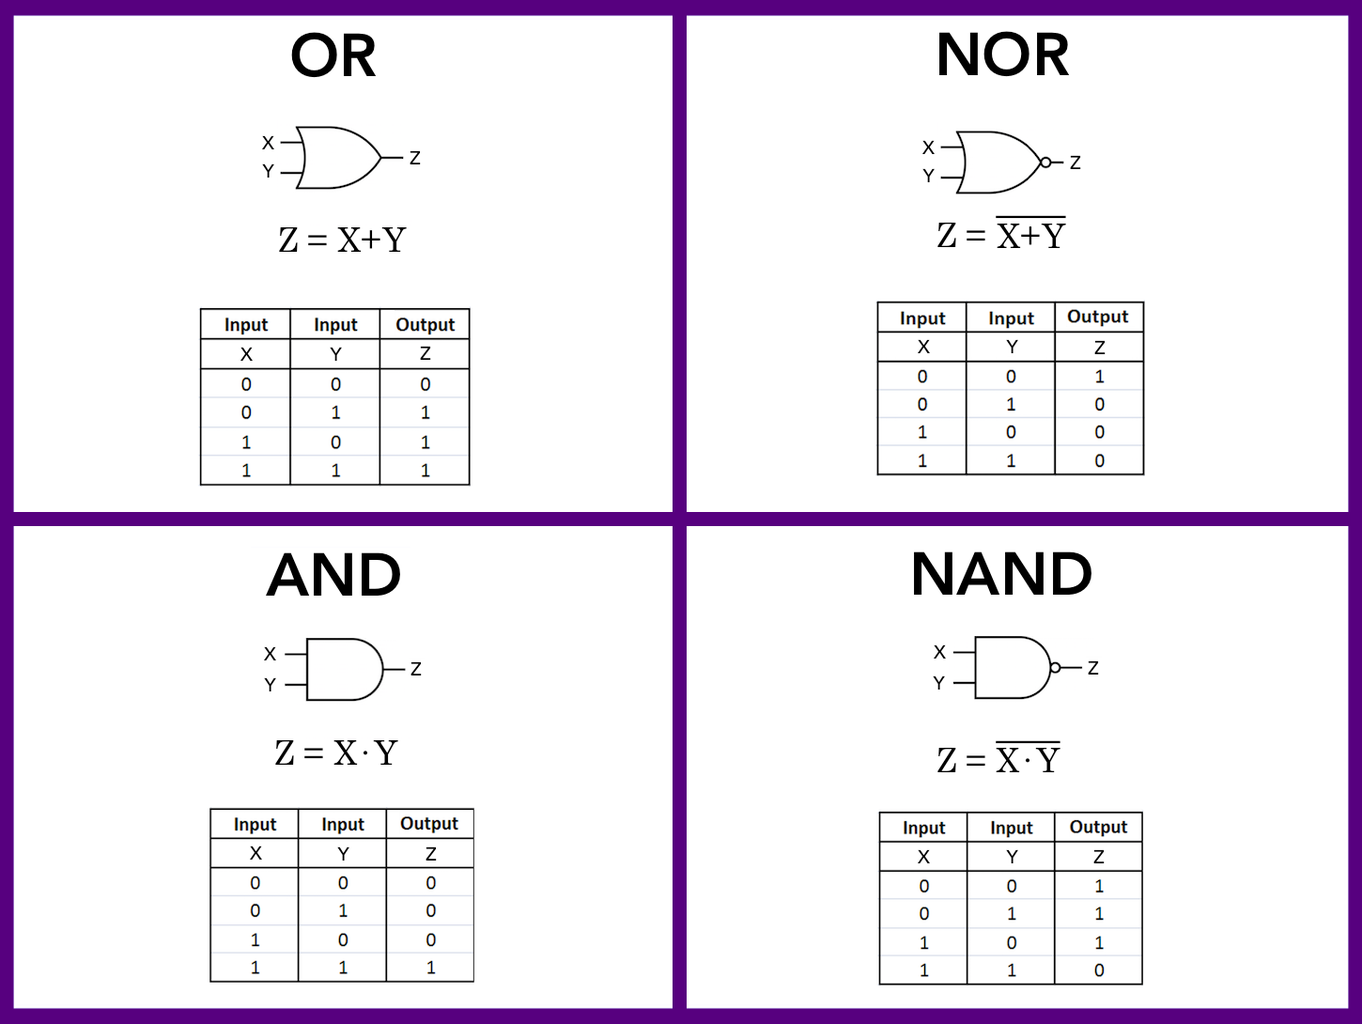 OR
X
Y
Z
Z = X+Y
Input Input Output
X Y Z
0 0 0
0 1 1
1 0 1
1 1 1
NOR
X
Y
Z
Z = X̅+̅Y̅
Input Input Output
X Y Z
0 0 1
0 1 0
1 0 0
1 1 0
AND
X
Y
Z
Z = X·Y
Input Input Output
X Y Z
0 0 0
0 1 0
1 0 0
1 1 1
NAND
X
Y
Z
Z = X̅·̅Y̅
Input Input Output
X Y Z
0 0 1
0 1 1
1 0 1
1 1 0